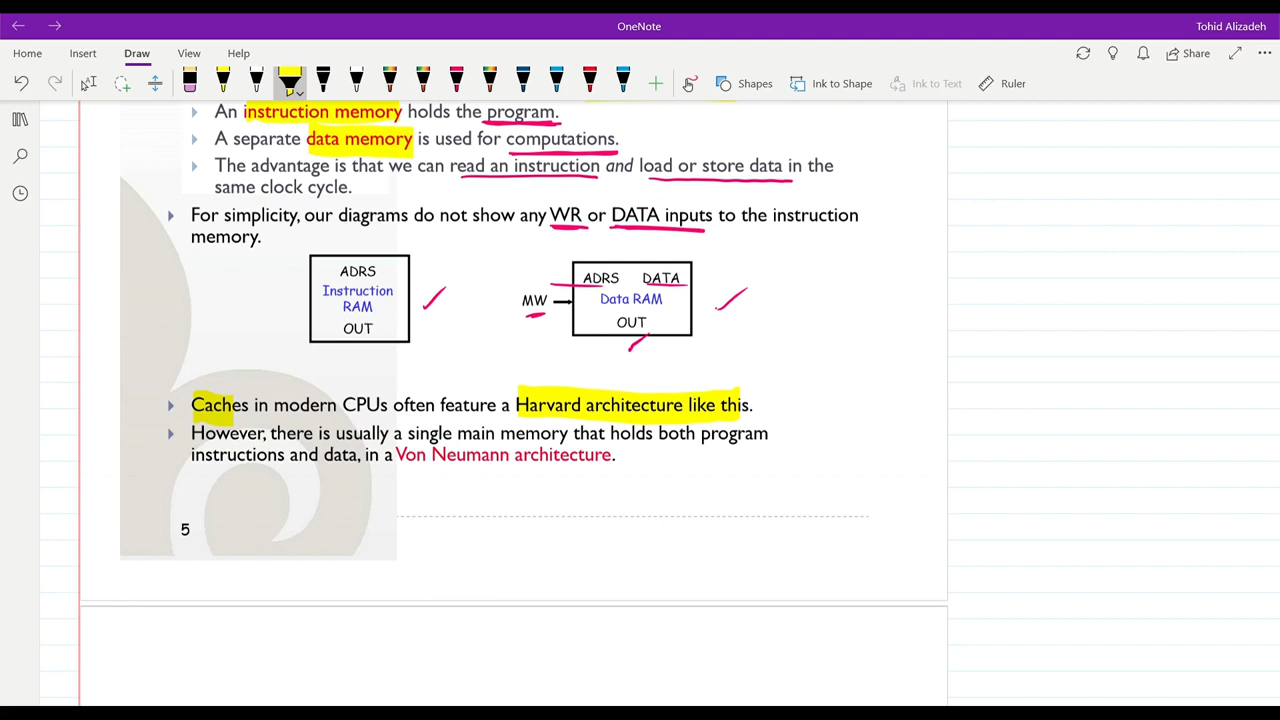 OneNote
Tohid Alizadeh
Home
Insert
Draw
View
Help
Share
Shapes
Ink to Shape
Ink to Text
Ruler
An instruction memory holds the program.
A separate data memory is used for computations.
The advantage is that we can read an instruction and load or store data in the
same clock cycle.
For simplicity, our diagrams do not show any WR or DATA inputs to the instruction
memory.
ADRS
Instruction
RAM
OUT
MW
ADRS DATA
Data RAM
OUT
Caches in modern CPUs often feature a Harvard architecture like this.
However, there is usually a single main memory that holds both program
instructions and data, in a Von Neumann architecture.
5